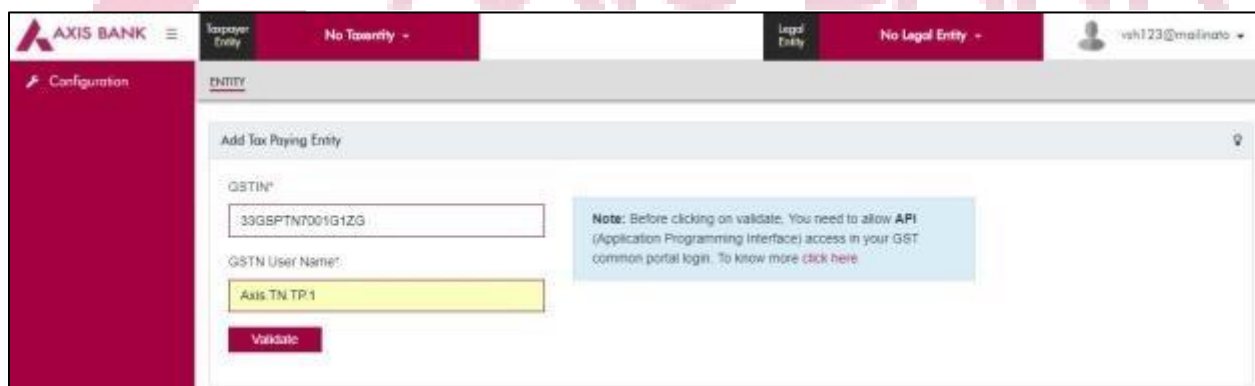 AXIS BANK
Taxpayer
Entity
No Taxentity
Legal
Entity
No Legal Entity
vsh123@mailinato
Configuration
ENTITY
Add Tax Paying Entity
GSTIN*
33GSPTN7001G1ZG
Note: Before clicking on validate, You need to allow API
(Application Programming Interface) access in your GST
common portal login. To know more click here
GSTN User Name*
Axis.TN.TP.1
Validate